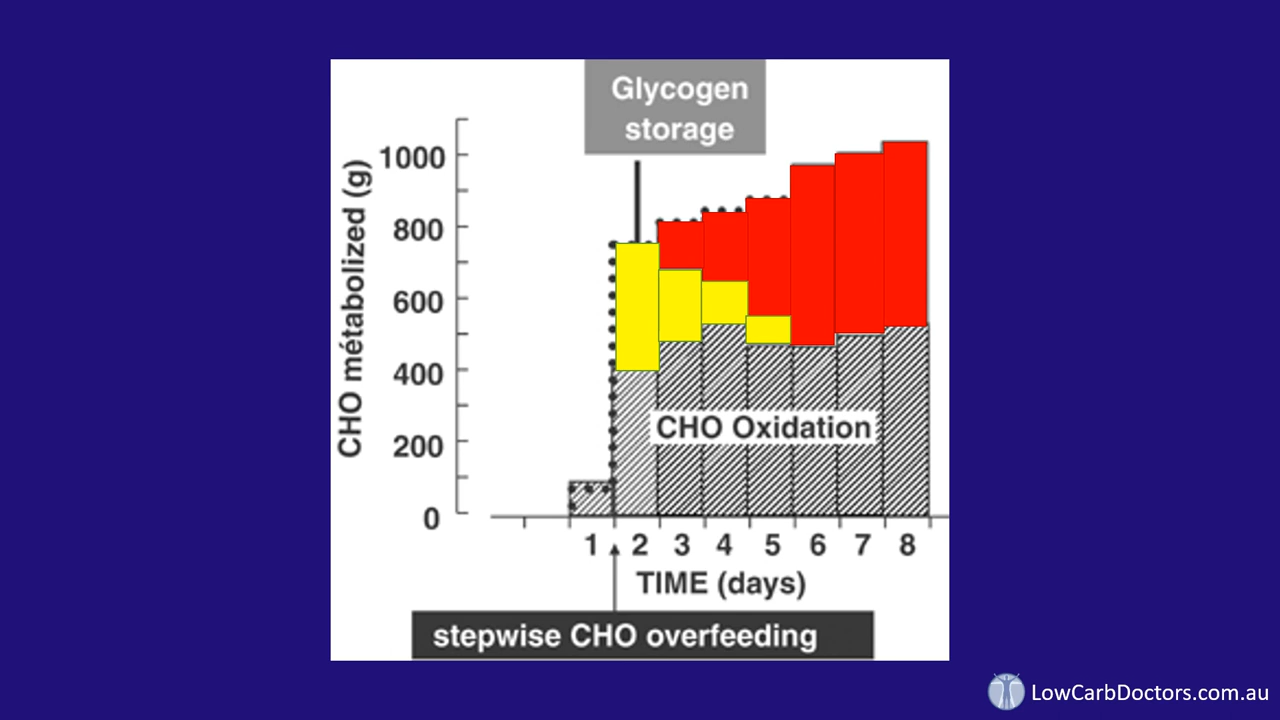 Glycogen
storage
CHO métabolized (g)
1000
800
600
400
200
0
CHO Oxidation
1 2 3 4 5 6 7 8
TIME (days)
stepwise CHO overfeeding
LowCarbDoctors.com.au